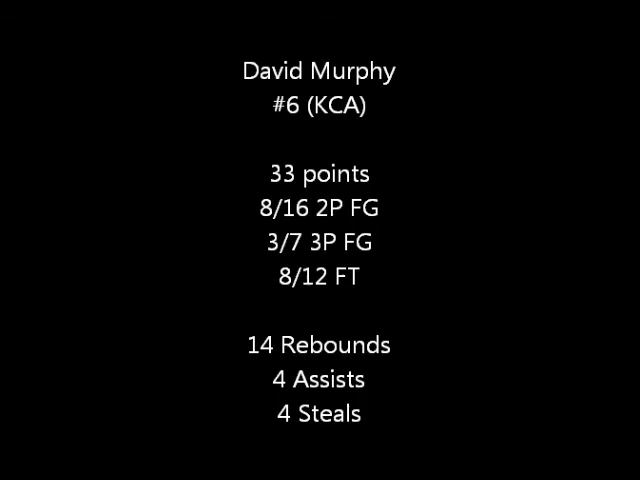 David Murphy
#6 (KCA)
33 points
8/16 2P FG
3/7 3P FG
8/12 FT
14 Rebounds
4 Assists
4 Steals